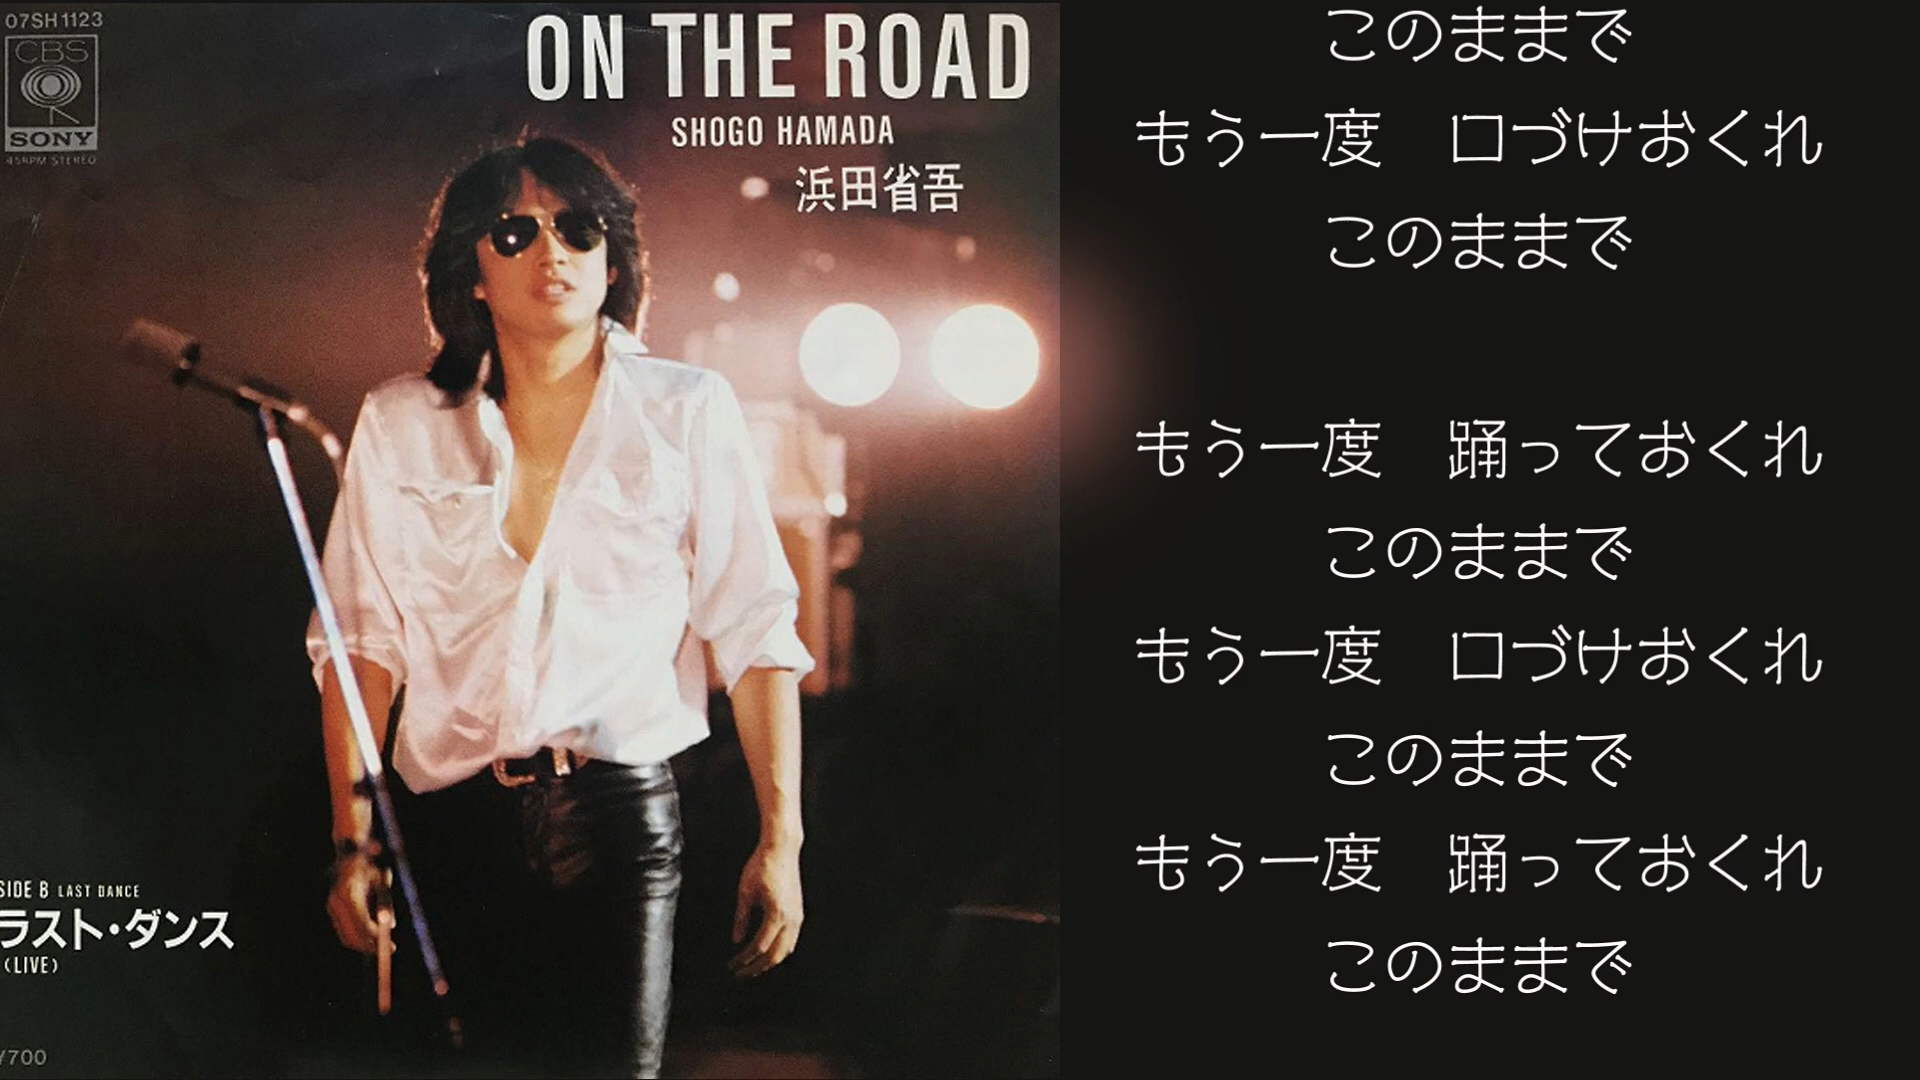 07SH1123
CBS
SONY
45RPM STEREO
ON THE ROAD
SHOGO HAMADA
浜田省吾
SIDE B LAST DANCE
ラスト・ダンス
(LIVE)
¥700
このままで
もう一度　口づけおくれ
このままで
もう一度　踊っておくれ
このままで
もう一度　口づけおくれ
このままで
もう一度　踊っておくれ
このままで